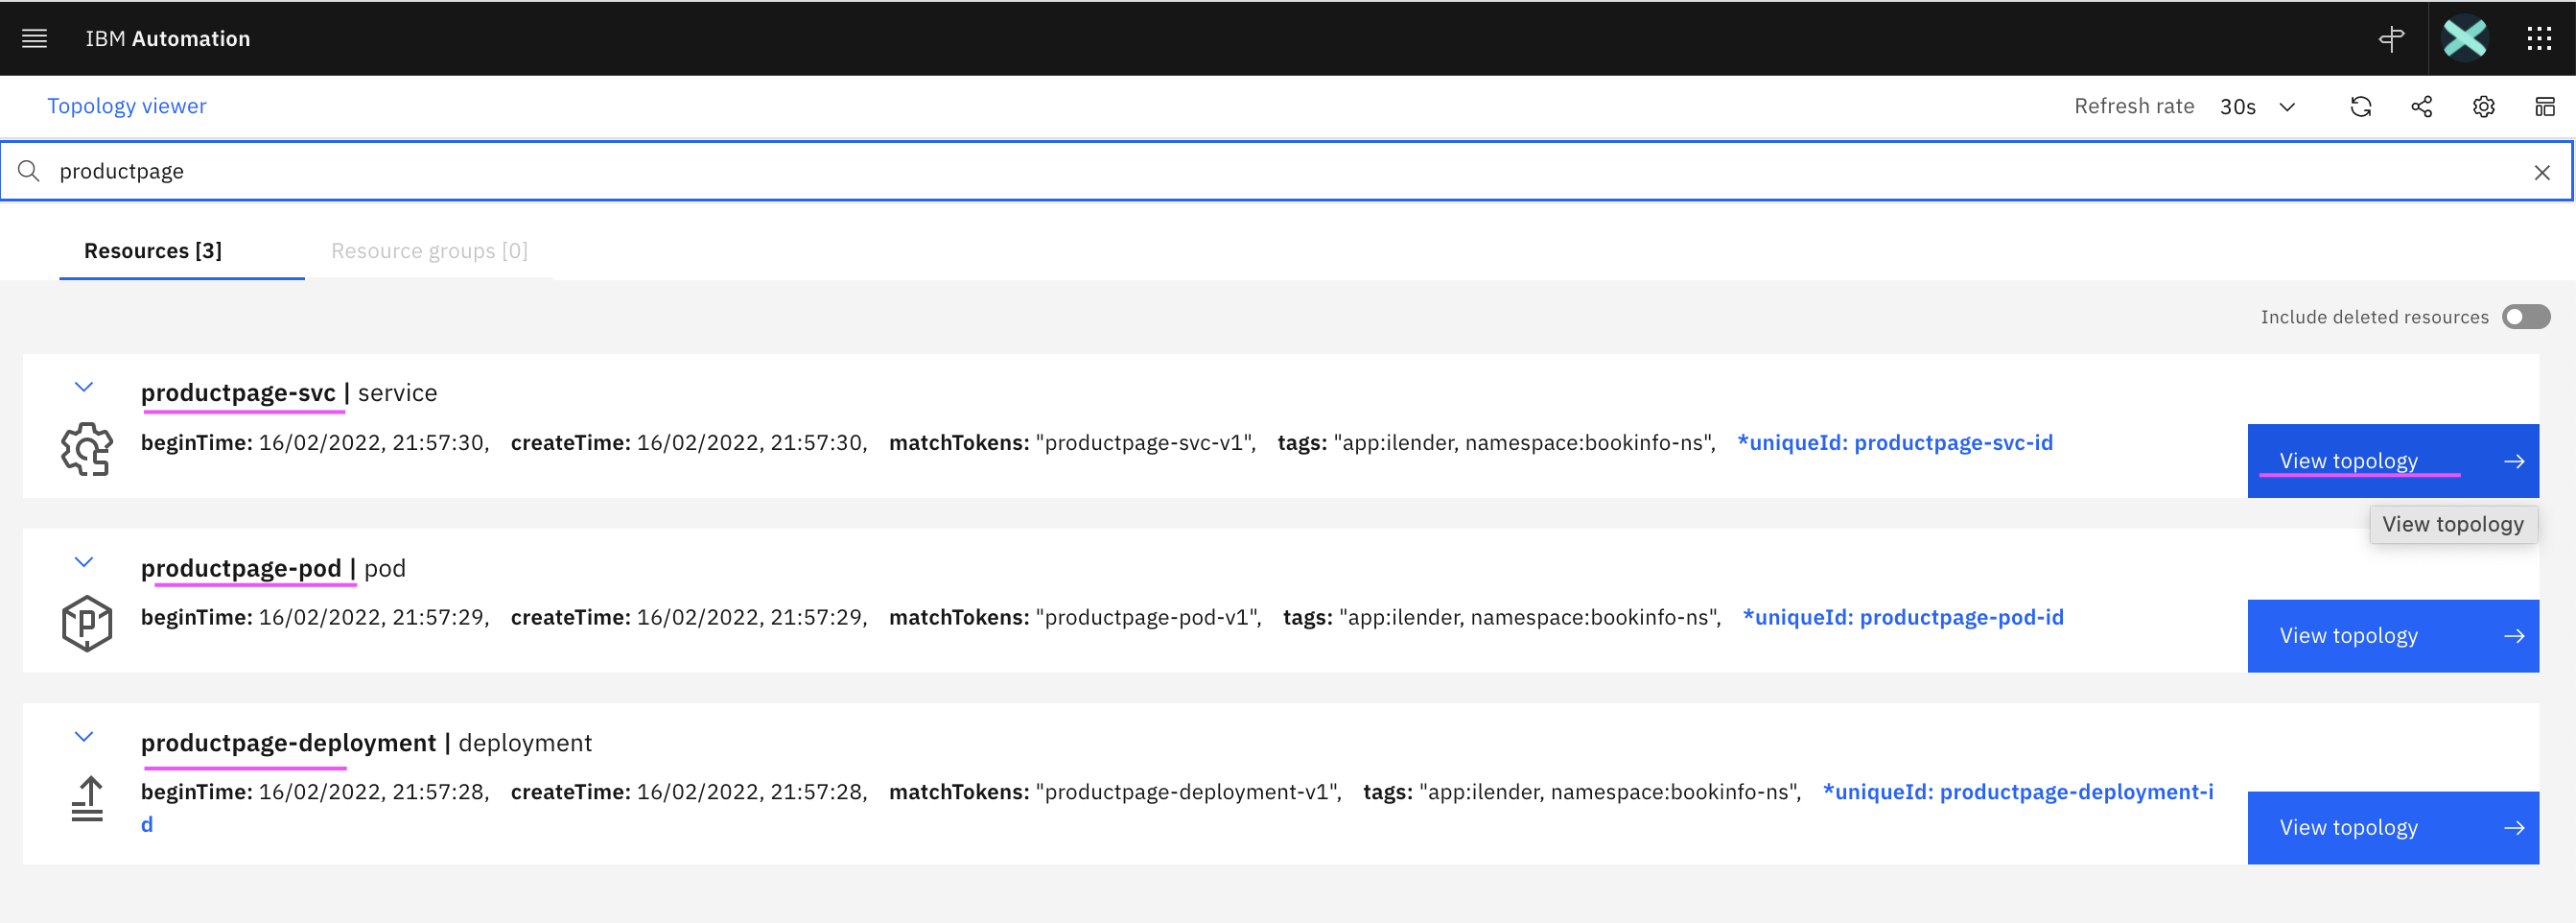 IBM Automation
Topology viewer
Refresh rate 30s
productpage
Resources [3] Resource groups [0]
Include deleted resources
productpage-svc | service
beginTime: 16/02/2022, 21:57:30, createTime: 16/02/2022, 21:57:30, matchTokens: "productpage-svc-v1", tags: "app:ilender, namespace:bookinfo-ns", *uniqueId: productpage-svc-id
View topology
View topology
productpage-pod | pod
beginTime: 16/02/2022, 21:57:29, createTime: 16/02/2022, 21:57:29, matchTokens: "productpage-pod-v1", tags: "app:ilender, namespace:bookinfo-ns", *uniqueId: productpage-pod-id
View topology
productpage-deployment | deployment
beginTime: 16/02/2022, 21:57:28, createTime: 16/02/2022, 21:57:28, matchTokens: "productpage-deployment-v1", tags: "app:ilender, namespace:bookinfo-ns", *uniqueId: productpage-deployment-i
d
View topology